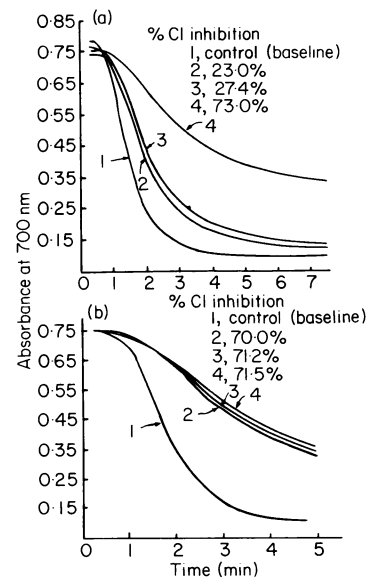 (a)
% CI inhibition
1, control (baseline)
2, 23·0%
3, 27·4%
4, 73·0%
0·85
0·75
0·65
0·55
0·45
0·35
0·25
0·15
1
2
3
4
0 1 2 3 4 5 6 7
Absorbance at 700 nm
(b)
% CI inhibition
1, control (baseline)
2, 70·0%
3, 71·2%
4, 71·5%
0·75
0·65
0·55
0·45
0·35
0·25
0·15
1
2
3
4
0 1 2 3 4 5
Time (min)